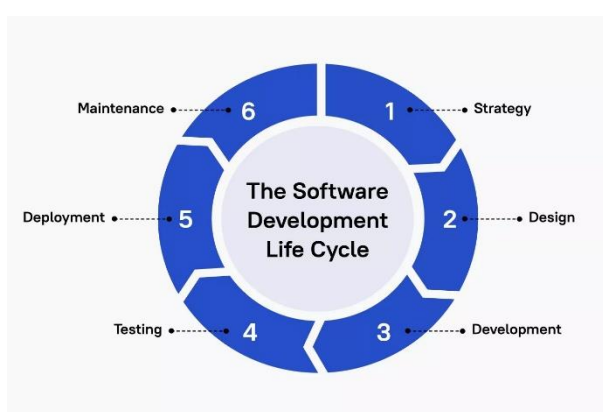 The Software
Development
Life Cycle
1 Strategy
2 Design
3 Development
4 Testing
5 Deployment
6 Maintenance